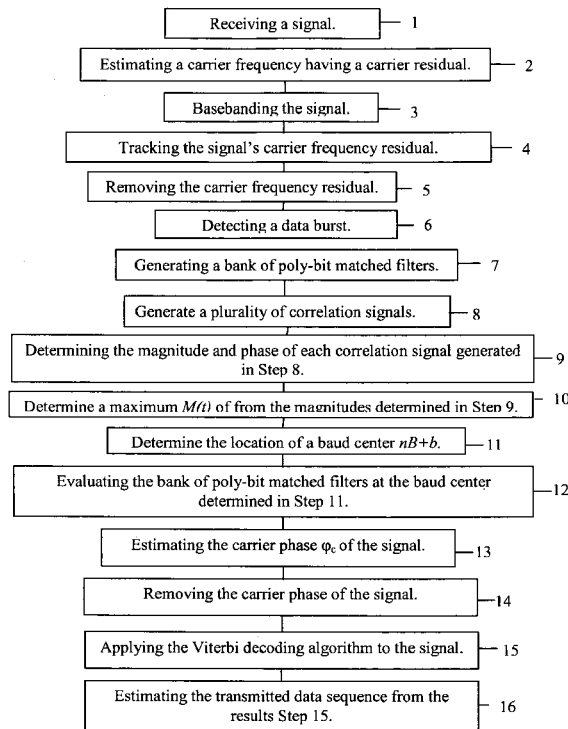 Receiving a signal. 1
Estimating a carrier frequency having a carrier residual. 2
Basebanding the signal. 3
Tracking the signal's carrier frequency residual. 4
Removing the carrier frequency residual. 5
Detecting a data burst. 6
Generating a bank of poly-bit matched filters. 7
Generate a plurality of correlation signals. 8
Determining the magnitude and phase of each correlation signal generated
in Step 8. 9
Determine a maximum M(t) of from the magnitudes determined in Step 9. 10
Determine the location of a baud center nB+b. 11
Evaluating the bank of poly-bit matched filters at the baud center
determined in Step 11. 12
Estimating the carrier phase φc of the signal. 13
Removing the carrier phase of the signal. 14
Applying the Viterbi decoding algorithm to the signal. 15
Estimating the transmitted data sequence from the
results Step 15. 16